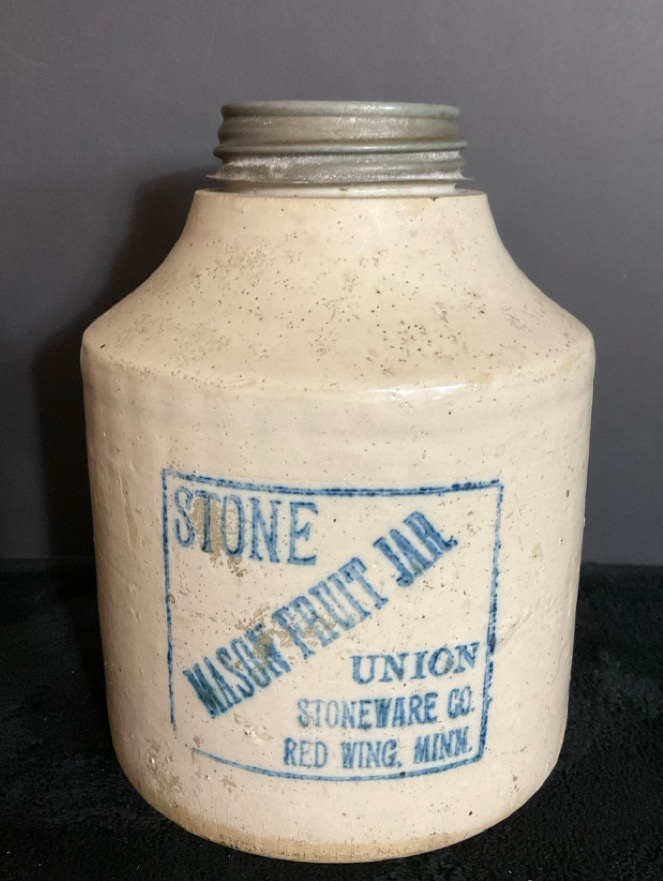 STONE
MASON FRUIT JAR
UNION
STONEWARE CO.
RED WING, MINN.